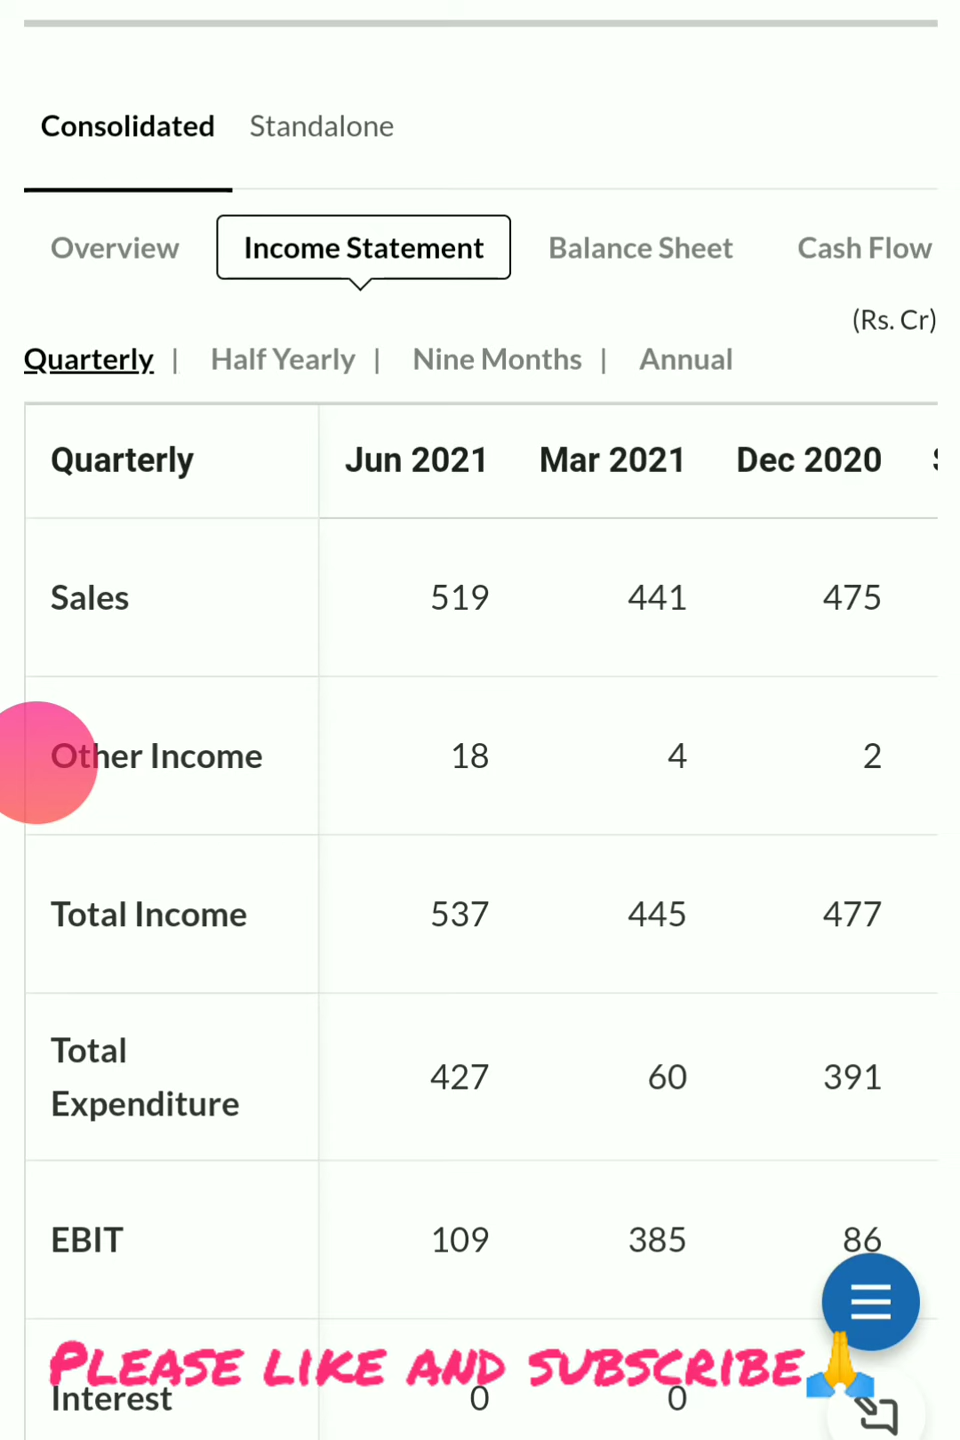 Consolidated Standalone
Overview Income Statement Balance Sheet Cash Flow
(Rs. Cr)
Quarterly | Half Yearly | Nine Months | Annual
Quarterly Jun 2021 Mar 2021 Dec 2020
Sales 519 441 475
Other Income 18 4 2
Total Income 537 445 477
Total
Expenditure 427 60 391
EBIT 109 385 86
PLEASE LIKE AND SUBSCRIBE🙏
Interest 0 0